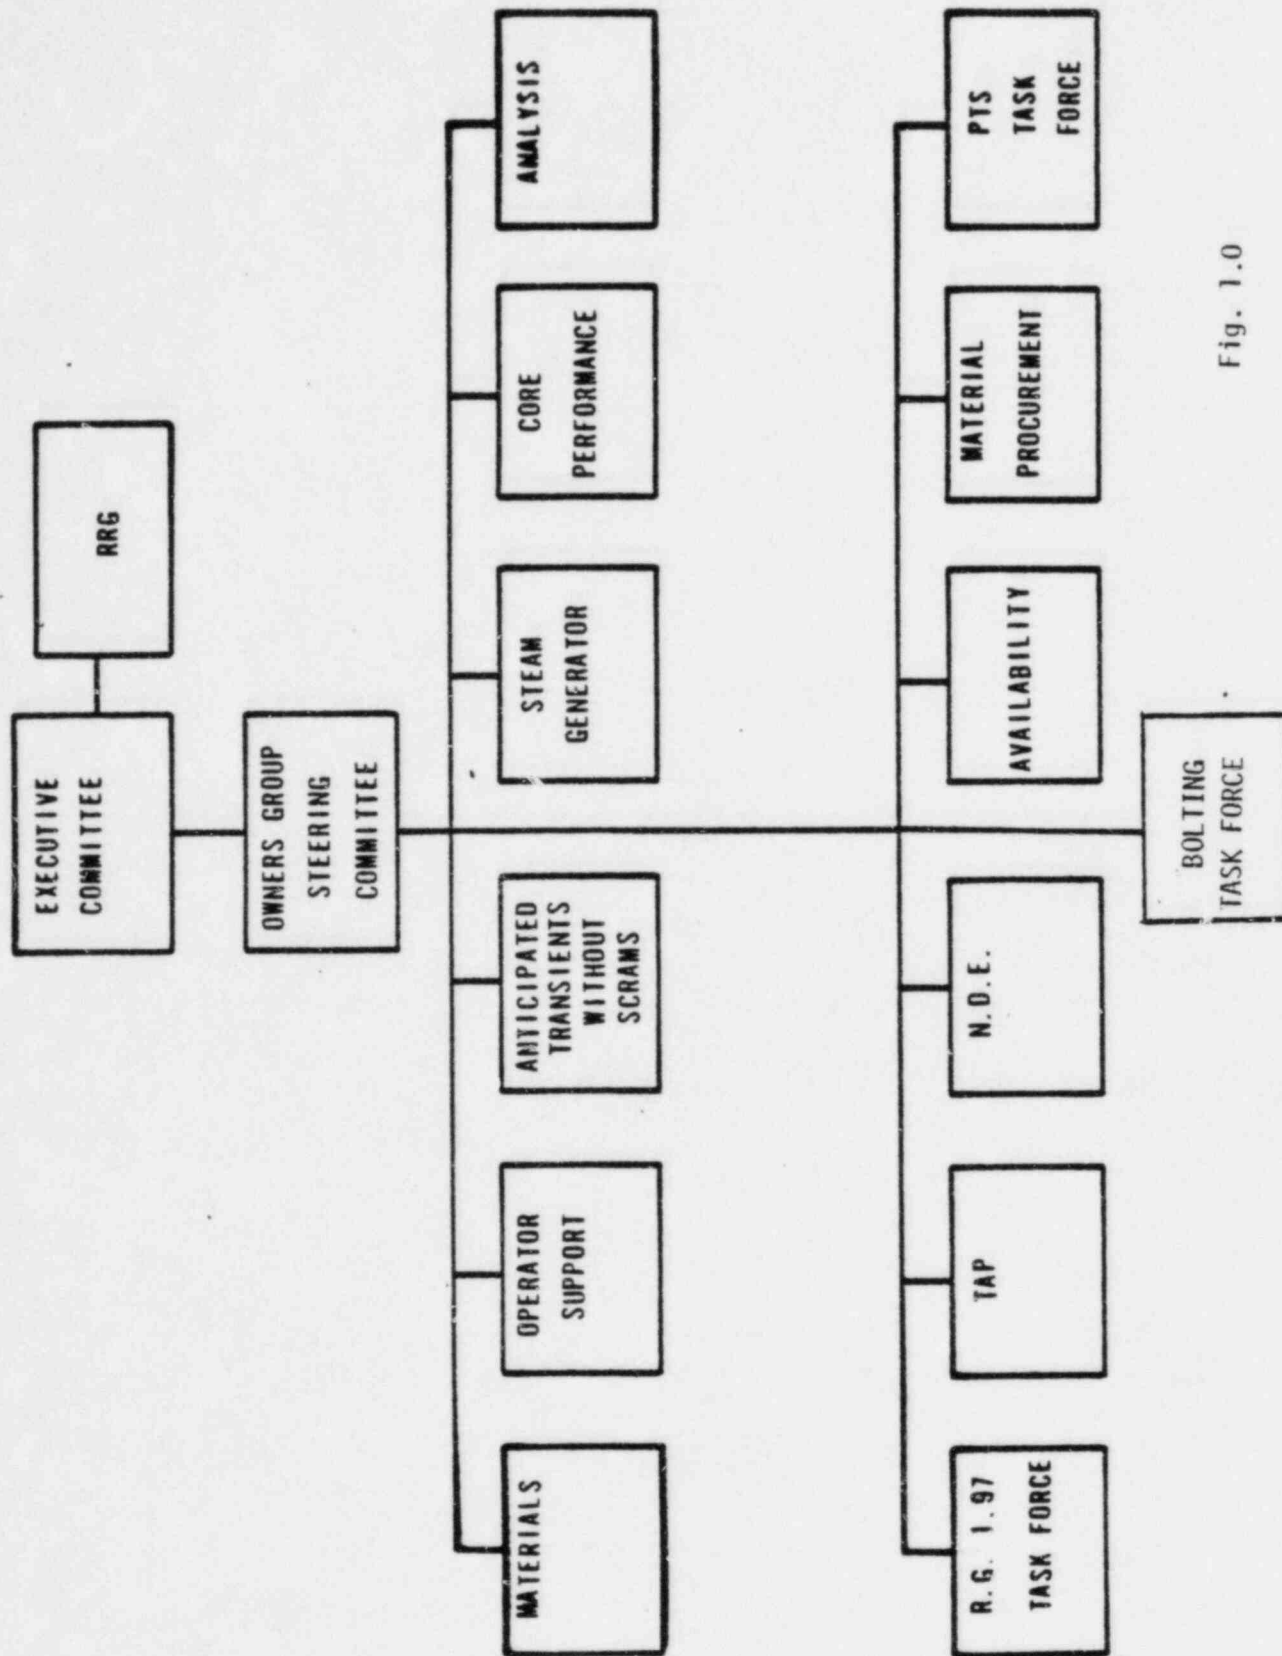 EXECUTIVE
COMMITTEE
RRG
OWNERS GROUP
STEERING
COMMITTEE
MATERIALS
OPERATOR
SUPPORT
ANTICIPATED
TRANSIENTS
WITHOUT
SCRAMS
STEAM
GENERATOR
CORE
PERFORMANCE
ANALYSIS
R.G. 1.97
TASK FORCE
TAP
N.D.E.
AVAILABILITY
MATERIAL
PROCUREMENT
PTS
TASK
FORCE
BOLTING
TASK FORCE
Fig. 1.0